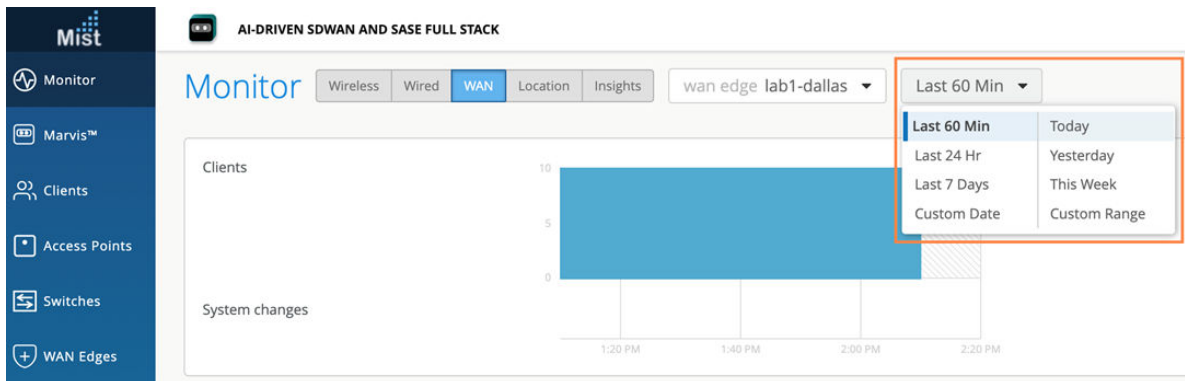 Mist
AI-DRIVEN SDWAN AND SASE FULL STACK
Monitor
Marvis™
Clients
Access Points
Switches
WAN Edges
Monitor
Wireless Wired WAN Location Insights
wan edge lab1-dallas
Last 60 Min
Last 60 Min Today
Last 24 Hr Yesterday
Last 7 Days This Week
Custom Date Custom Range
Clients
10
5
0
System changes
1:20 PM 1:40 PM 2:00 PM 2:20 PM